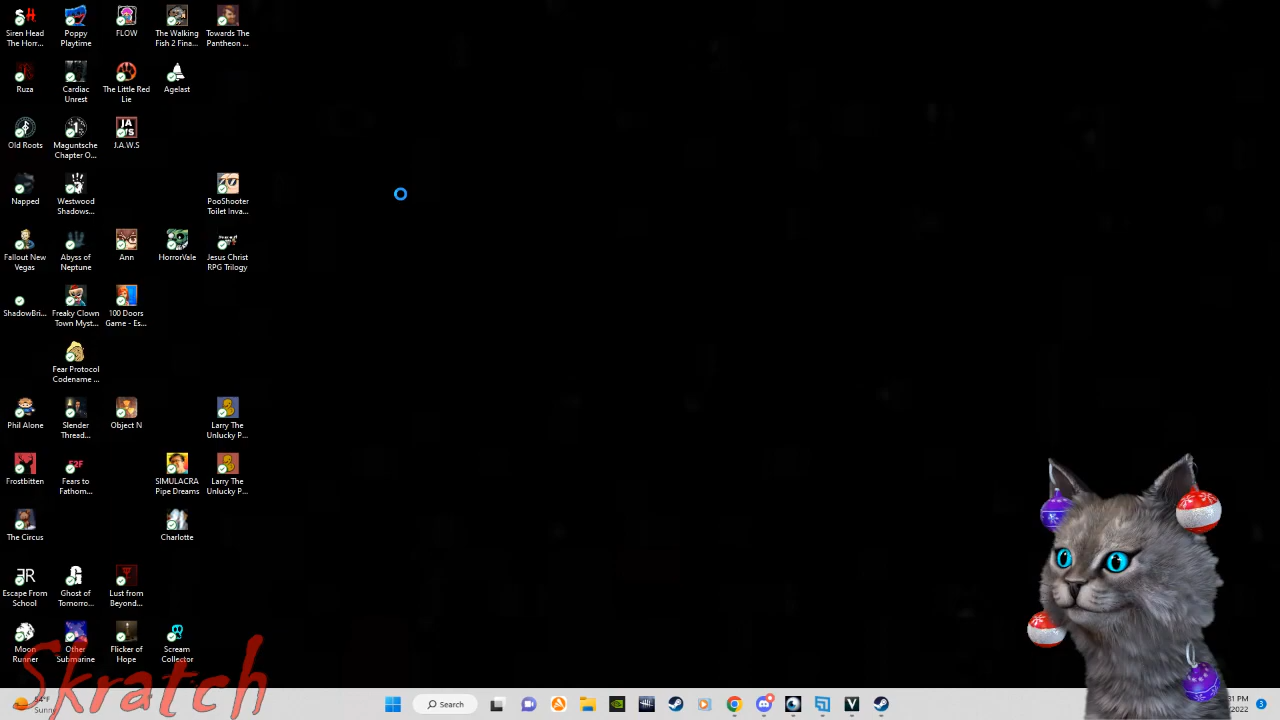 Siren Head
The Horr...
Poppy
Playtime
FLOW
The Walking
Fish 2 Fina...
Towards The
Pantheon ...
Ruza
Cardiac
Unrest
The Little Red
Lie
Agelast
Old Roots
Maguntsche
Chapter O...
J.A.W.S
Napped
Westwood
Shadows...
PooShooter
Toilet Inva...
Fallout New
Vegas
Abyss of
Neptune
Ann
HorrorVale
Jesus Christ
RPG Trilogy
ShadowBri...
Freaky Clown
Town Myst...
100 Doors
Game - Es...
Fear Protocol
Codename ...
Phil Alone
Slender
Thread...
Object N
Larry The
Unlucky P...
Frostbitten
Fears to
Fathom...
SIMULACRA
Pipe Dreams
Larry The
Unlucky P...
The Circus
Charlotte
Escape From
School
Ghost of
Tomorro...
Lust from
Beyond...
Moon
Runner
Other
Submarine
Flicker of
Hope
Scream
Collector
Skratch
Sunny
Search
PM
2022
3